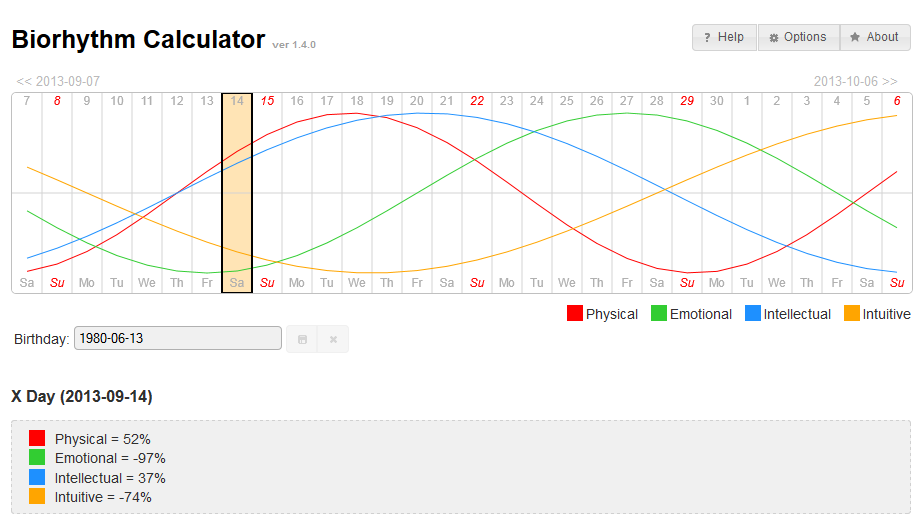 Biorhythm Calculator ver 1.4.0
? Help Options About
<< 2013-09-07 2013-10-06 >>
7 8 9 10 11 12 13 14 15 16 17 18 19 20 21 22 23 24 25 26 27 28 29 30 1 2 3 4 5 6
Sa Su Mo Tu We Th Fr Sa Su Mo Tu We Th Fr Sa Su Mo Tu We Th Fr Sa Su Mo Tu We Th Fr Sa Su
Physical Emotional Intellectual Intuitive
Birthday: 1980-06-13
X Day (2013-09-14)
Physical = 52%
Emotional = -97%
Intellectual = 37%
Intuitive = -74%